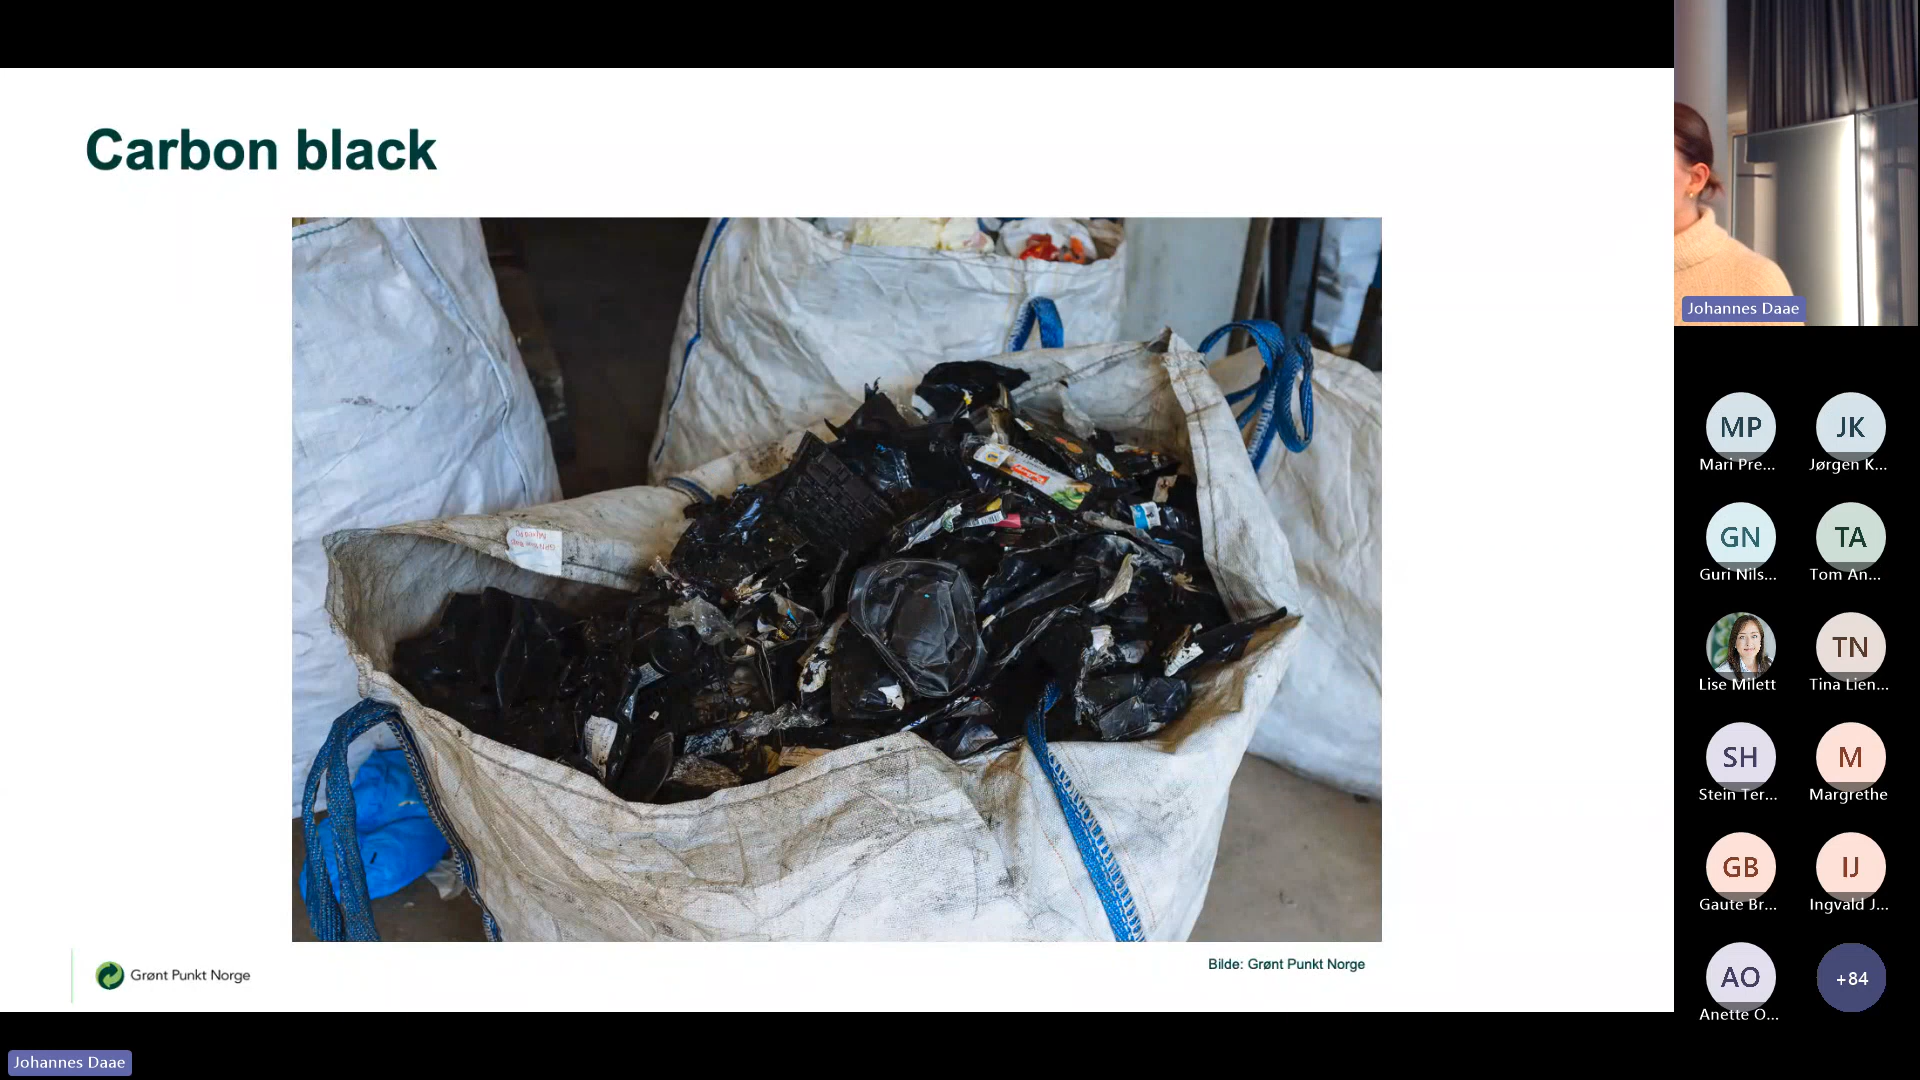 Carbon black
Grønt Punkt Norge
Bilde: Grønt Punkt Norge
Johannes Daae
Johannes Daae
MP
Mari Pre...
JK
Jørgen K...
GN
Guri Nils...
TA
Tom An...
Lise Milett
TN
Tina Lien...
SH
Stein Ter...
M
Margrethe
GB
Gaute Br...
IJ
Ingvald J...
AO
Anette O...
+84